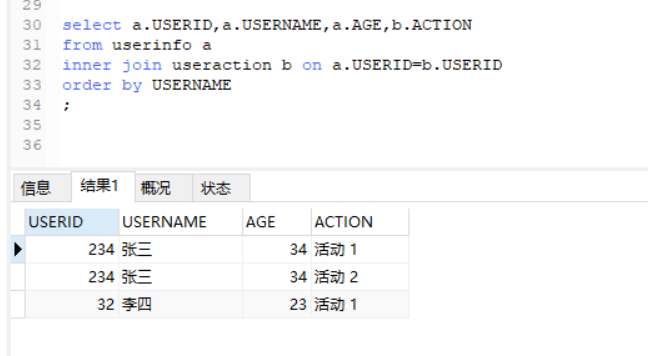 29
30 select a.USERID,a.USERNAME,a.AGE,b.ACTION
31 from userinfo a
32 inner join useraction b on a.USERID=b.USERID
33 order by USERNAME
34 ;
35
36
信息 结果1 概况 状态
USERID USERNAME AGE ACTION
234 张三 34 活动 1
234 张三 34 活动 2
32 李四 23 活动 1